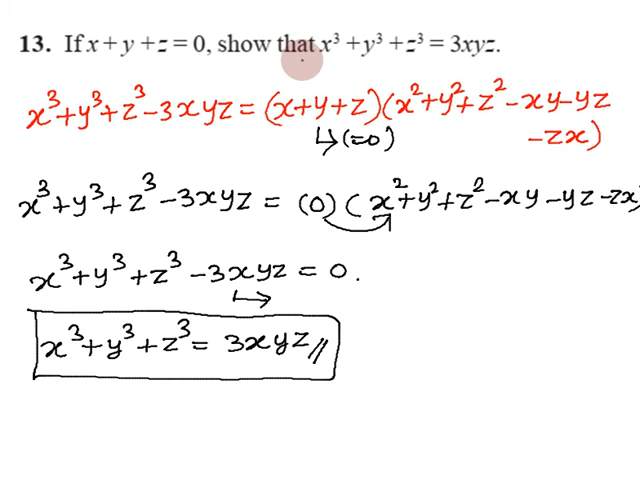 13. If x + y + z = 0, show that x³ + y³ + z³ = 3xyz.
x³+y³+z³-3xyz = (x+y+z)(x²+y²+z²-xy-yz
↳(=0) -zx)
x³+y³+z³-3xyz = (0)(x²+y²+z²-xy-yz-zx
x³+y³+z³-3xyz = 0.
x³+y³+z³ = 3xyz//